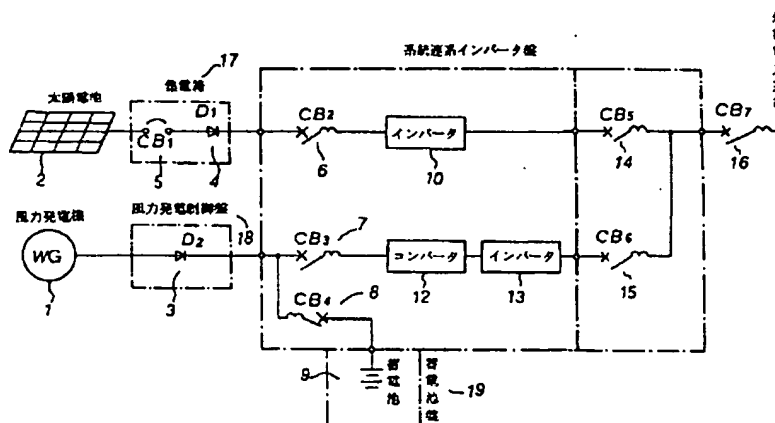 系統連系インバータ盤
17
太陽電池
D1
CB1
2
5
4
CB2
6
インバータ
10
CB5
14
CB7
16
風力発電機
WG
1
風力発電制御盤
18
D2
3
CB3
7
コンバータ
12
インバータ
13
CB6
15
CB4
8
9
蓄電池
蓄電池盤
19